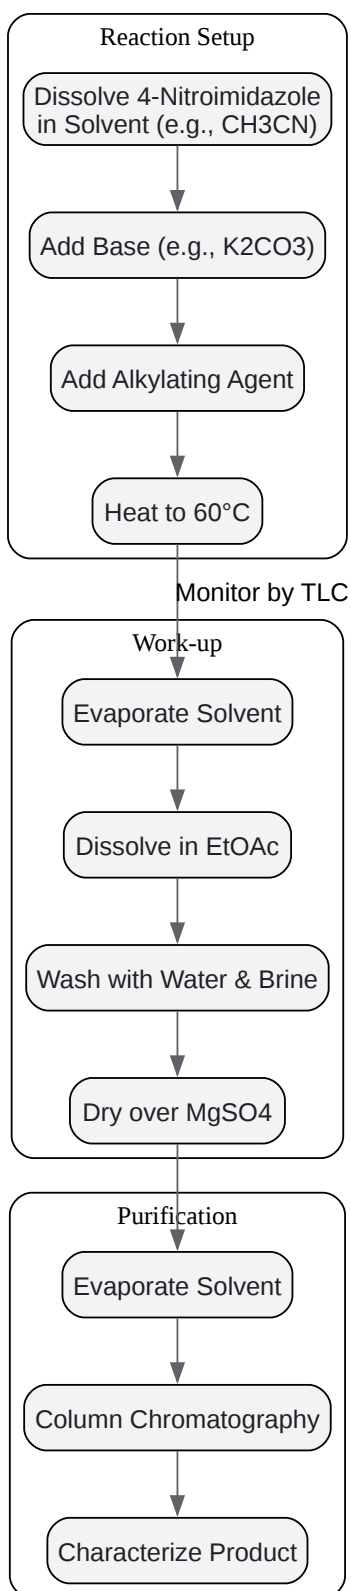 Reaction Setup
Dissolve 4-Nitroimidazole
in Solvent (e.g., CH3CN)
Add Base (e.g., K2CO3)
Add Alkylating Agent
Heat to 60°C
Monitor by TLC
Work-up
Evaporate Solvent
Dissolve in EtOAc
Wash with Water & Brine
Dry over MgSO4
Purification
Evaporate Solvent
Column Chromatography
Characterize Product